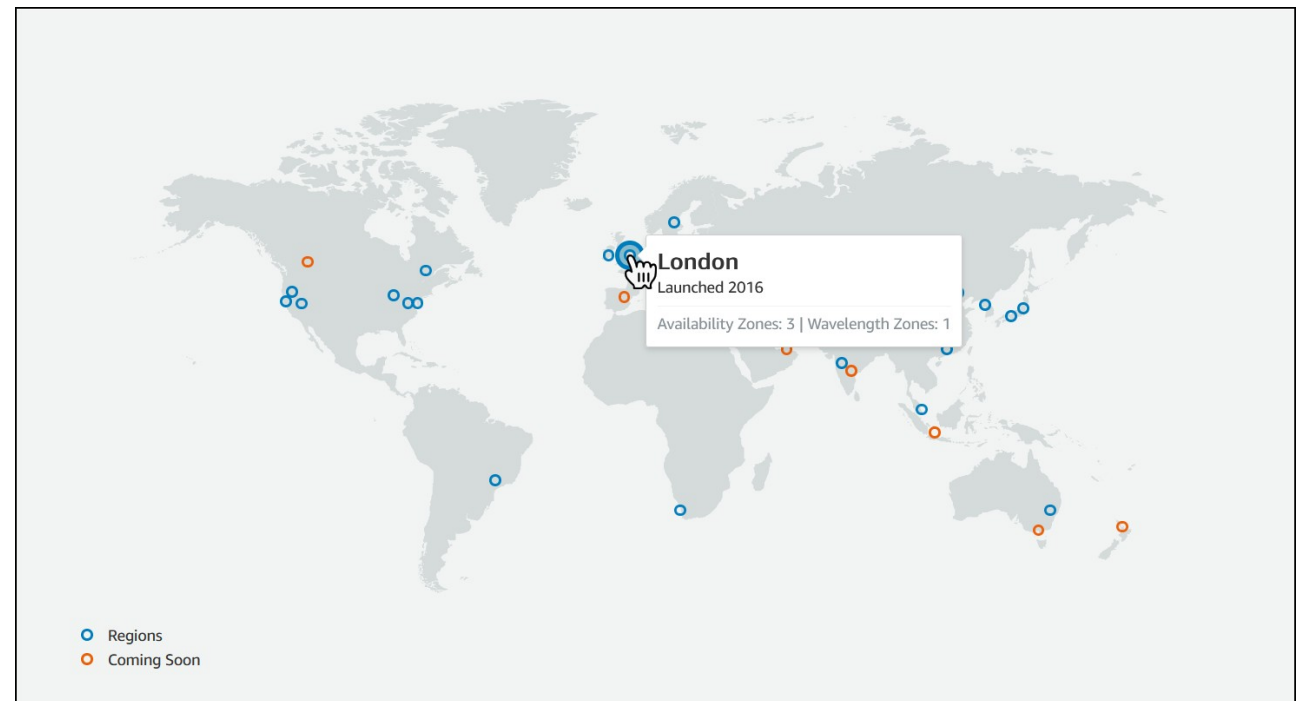 London
Launched 2016
Availability Zones: 3 | Wavelength Zones: 1
Regions
Coming Soon